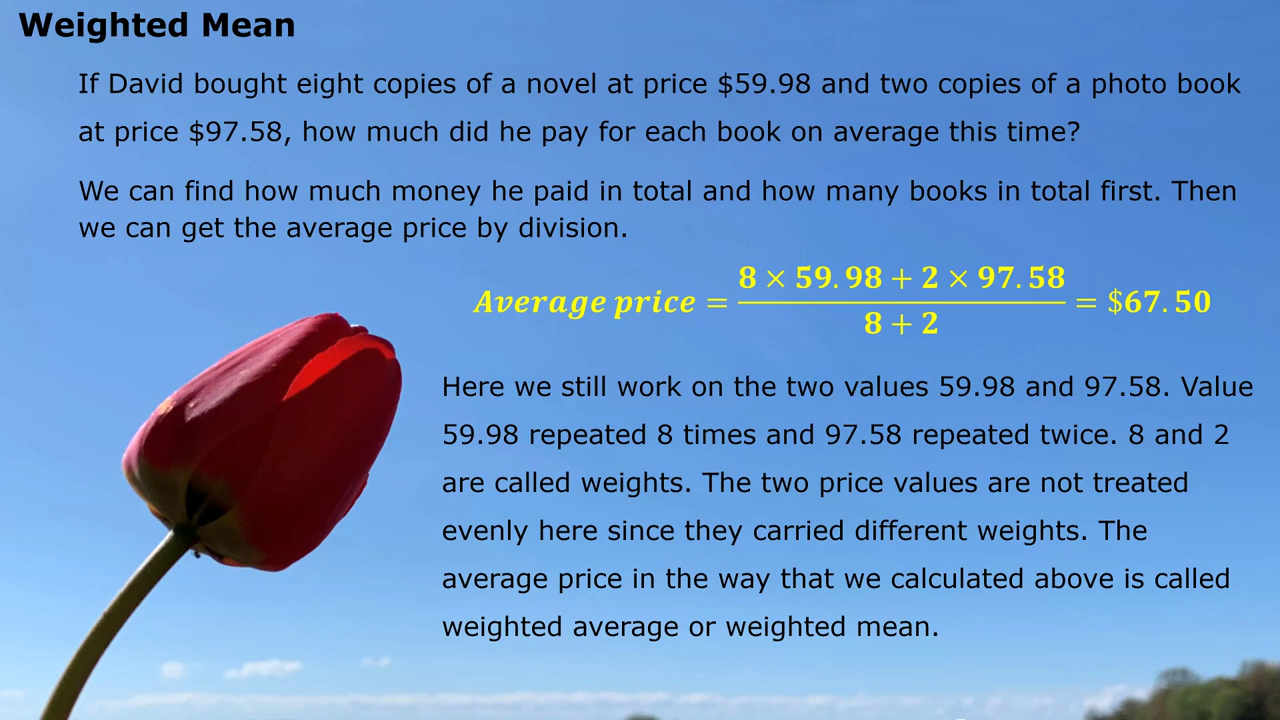 Weighted Mean
If David bought eight copies of a novel at price $59.98 and two copies of a photo book
at price $97.58, how much did he pay for each book on average this time?
We can find how much money he paid in total and how many books in total first. Then
we can get the average price by division.
Average price = (8 × 59.98 + 2 × 97.58) / (8 + 2) = $67.50
Here we still work on the two values 59.98 and 97.58. Value
59.98 repeated 8 times and 97.58 repeated twice. 8 and 2
are called weights. The two price values are not treated
evenly here since they carried different weights. The
average price in the way that we calculated above is called
weighted average or weighted mean.